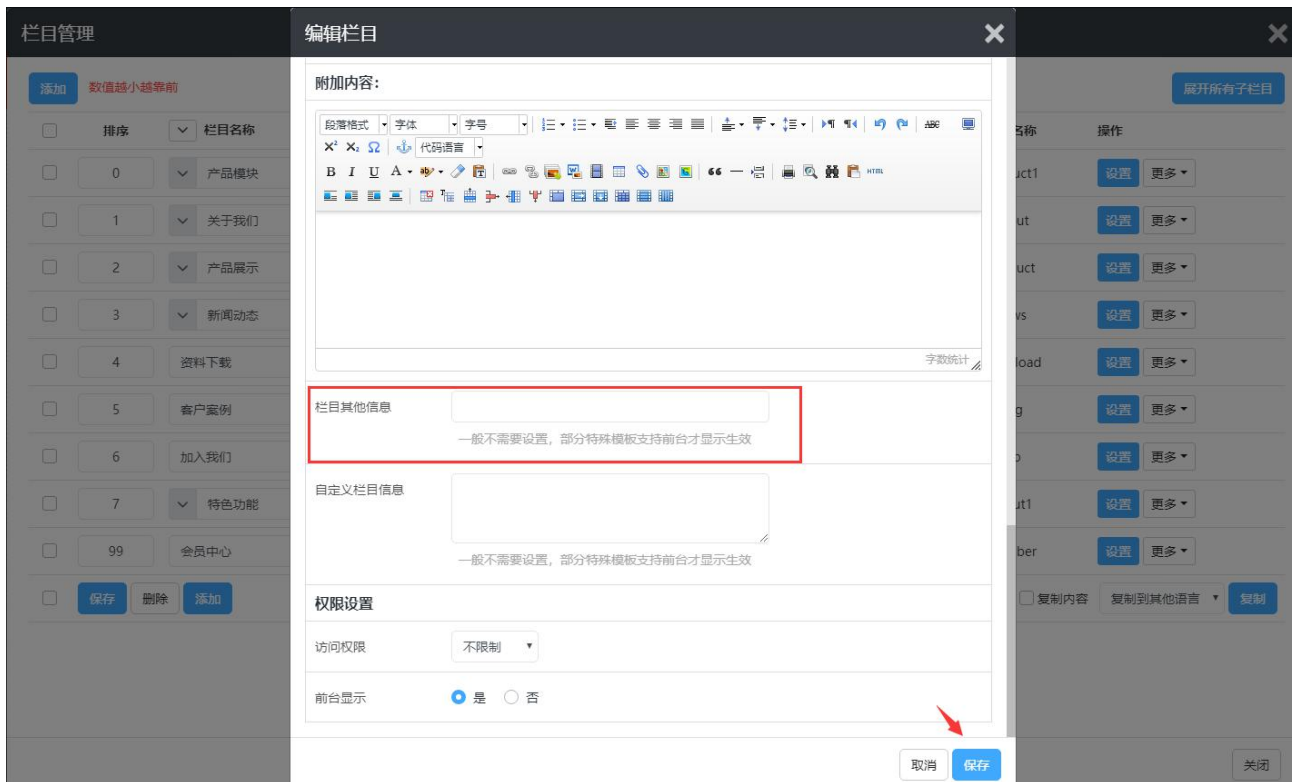 栏目管理
编辑栏目
添加
数值越小越靠前
展开所有子栏目
排序
栏目名称
名称
操作
0
产品模块
uct1
设置
更多
1
关于我们
ut
设置
更多
2
产品展示
uct
设置
更多
3
新闻动态
ws
设置
更多
4
资料下载
load
设置
更多
5
客户案例
g
设置
更多
6
加入我们
设置
更多
7
特色功能
ut1
设置
更多
99
会员中心
ber
设置
更多
保存
删除
添加
复制内容
复制到其他语言
复制
附加内容:
段落格式
字体
字号
ABC
X² X₂ Ω
代码语言
B I U A
HTML
字数统计
栏目其他信息
一般不需要设置，部分特殊模板支持前台才显示生效
自定义栏目信息
一般不需要设置，部分特殊模板支持前台才显示生效
权限设置
访问权限
不限制
前台显示
是
否
取消
保存
关闭